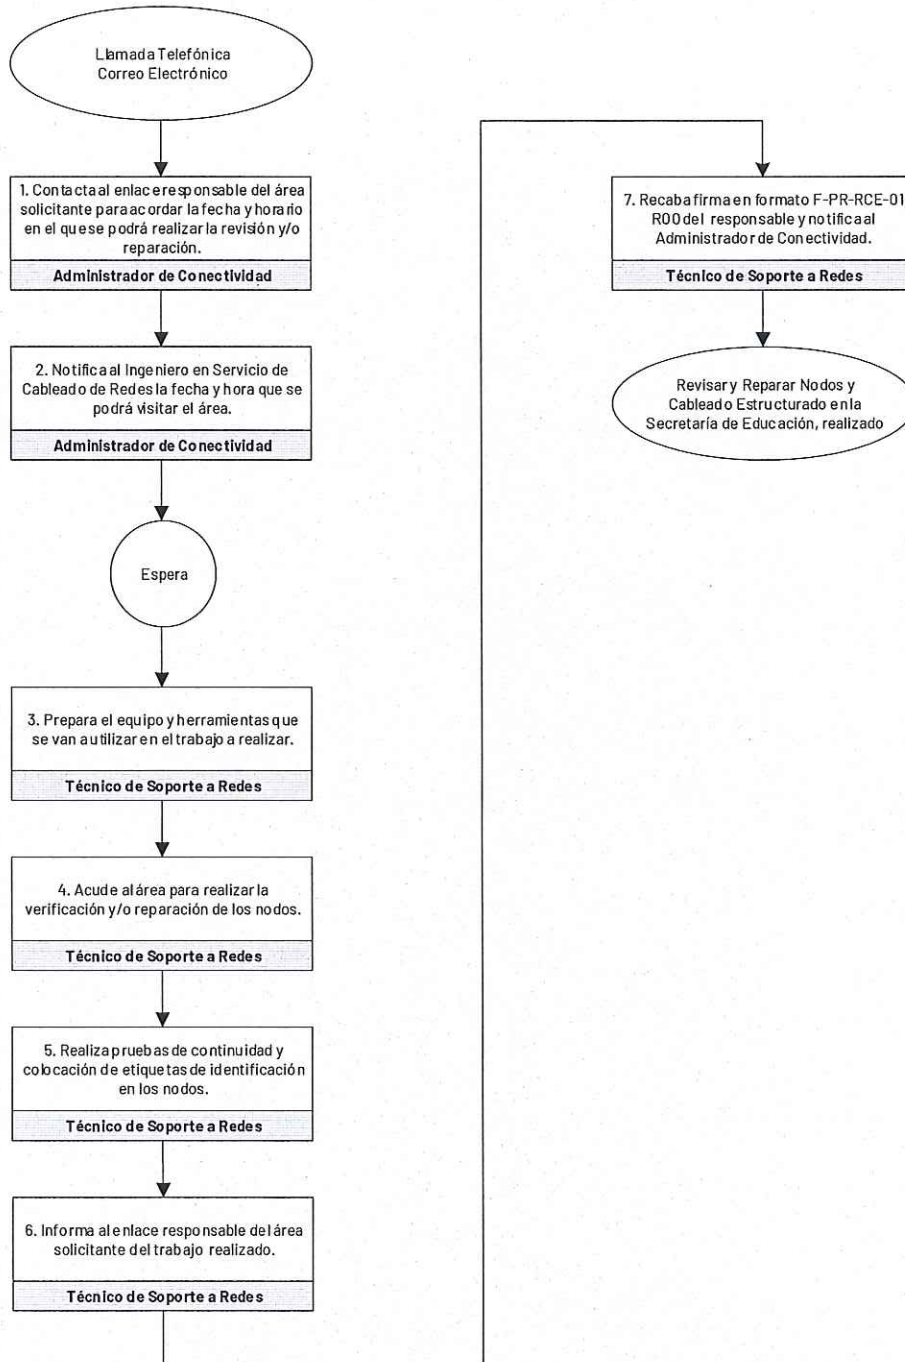 Llamada Telefónica
Correo Electrónico
1. Contacta al enlace responsable del área
solicitante para acordar la fecha y horario
en el que se podrá realizar la revisión y/o
reparación.
Administrador de Conectividad
2. Notifica al Ingeniero en Servicio de
Cableado de Redes la fecha y hora que se
podrá visitar el área.
Administrador de Conectividad
Espera
3. Prepara el equipo y herramientas que
se van a utilizar en el trabajo a realizar.
Técnico de Soporte a Redes
4. Acude al área para realizar la
verificación y/o reparación de los nodos.
Técnico de Soporte a Redes
5. Realiza pruebas de continuidad y
colocación de etiquetas de identificación
en los nodos.
Técnico de Soporte a Redes
6. Informa al enlace responsable del área
solicitante del trabajo realizado.
Técnico de Soporte a Redes
7. Recaba firma en formato F-PR-RCE-01
R00 del responsable y notifica al
Administrador de Conectividad.
Técnico de Soporte a Redes
Revisar y Reparar Nodos y
Cableado Estructurado en la
Secretaría de Educación, realizado